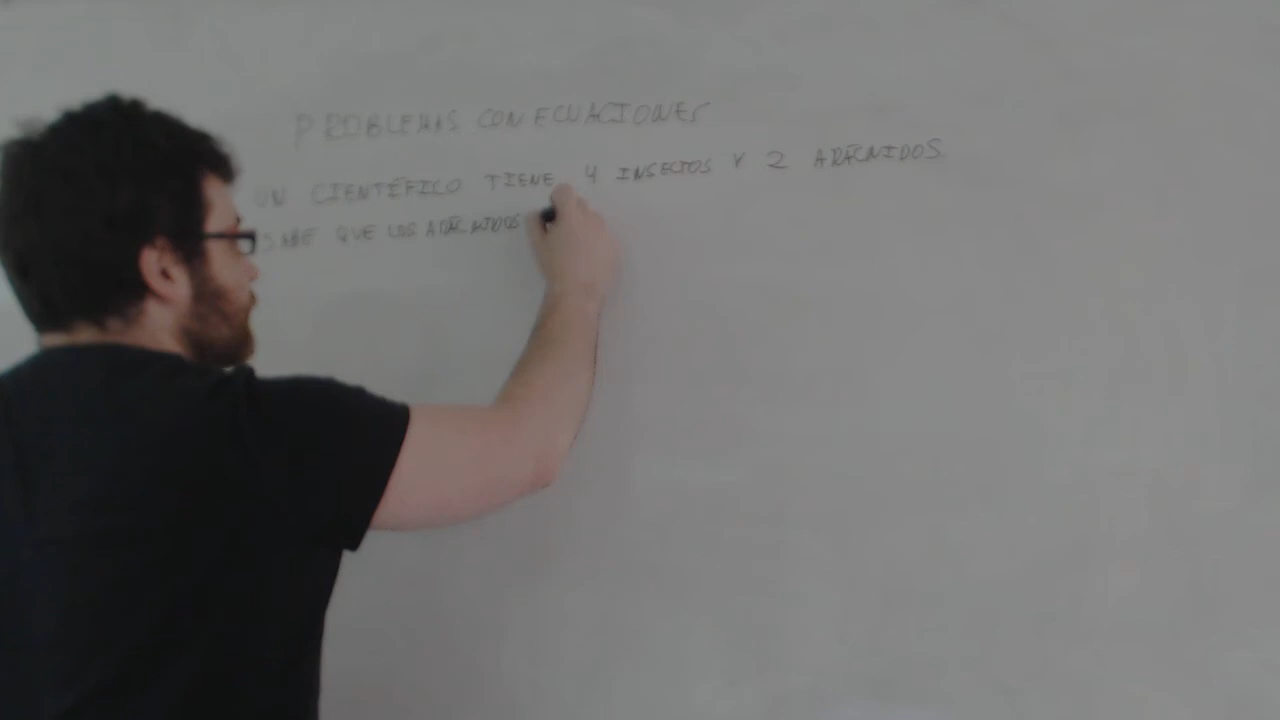 PROBLEMAS CON ECUACIONES
UN CIENTÍFICO TIENE 4 INSECTOS Y 2 ARÁCNIDOS.
SABE QUE LOS ARÁCNIDOS